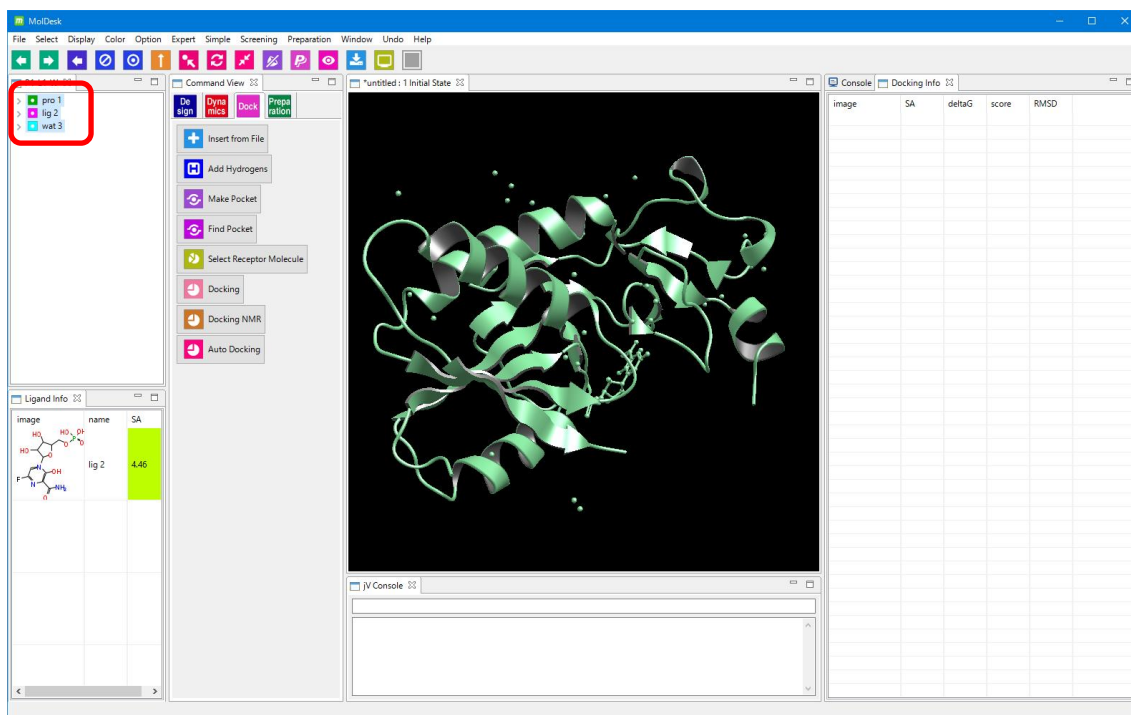 MolDesk
File Select Display Color Option Expert Simple Screening Preparation Window Undo Help
pro 1
lig 2
wat 3
Command View
De
sign
Dyna
mics
Dock
Prepa
ration
Insert from File
Add Hydrogens
Make Pocket
Find Pocket
Select Receptor Molecule
Docking
Docking NMR
Auto Docking
*untitled : 1 Initial State
Console
Docking Info
image SA deltaG score RMSD
Ligand Info
image name SA
lig 2 4.46
jV Console